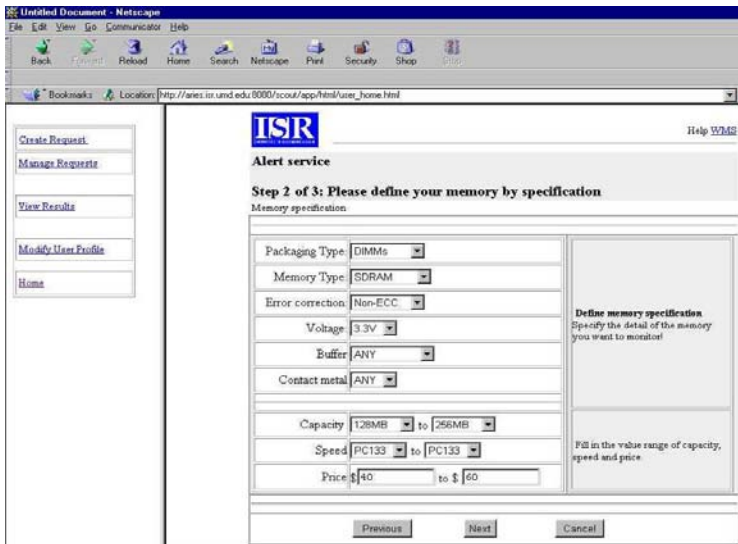 Untitled Document - Netscape
File Edit View Go Communicator Help
Back Forward Reload Home Search Netscape Print Security Shop Stop
Bookmarks Location: http://aries.isr.umd.edu:8080/scout/app/html/user_home.html
Create Request
Manage Requests
View Results
Modify User Profile
Home
ISR
Help WMS
Alert service
Step 2 of 3: Please define your memory by specification
Memory specification
Packaging Type: DIMMs
Memory Type: SDRAM
Error correction: Non-ECC
Voltage: 3.3V
Buffer ANY
Contact metal ANY
Define memory specification
Specify the detail of the memory
you want to monitor!
Capacity 128MB to 256MB
Speed PC133 to PC133
Price $ 40 to $ 60
Fill in the value range of capacity,
speed and price.
Previous Next Cancel